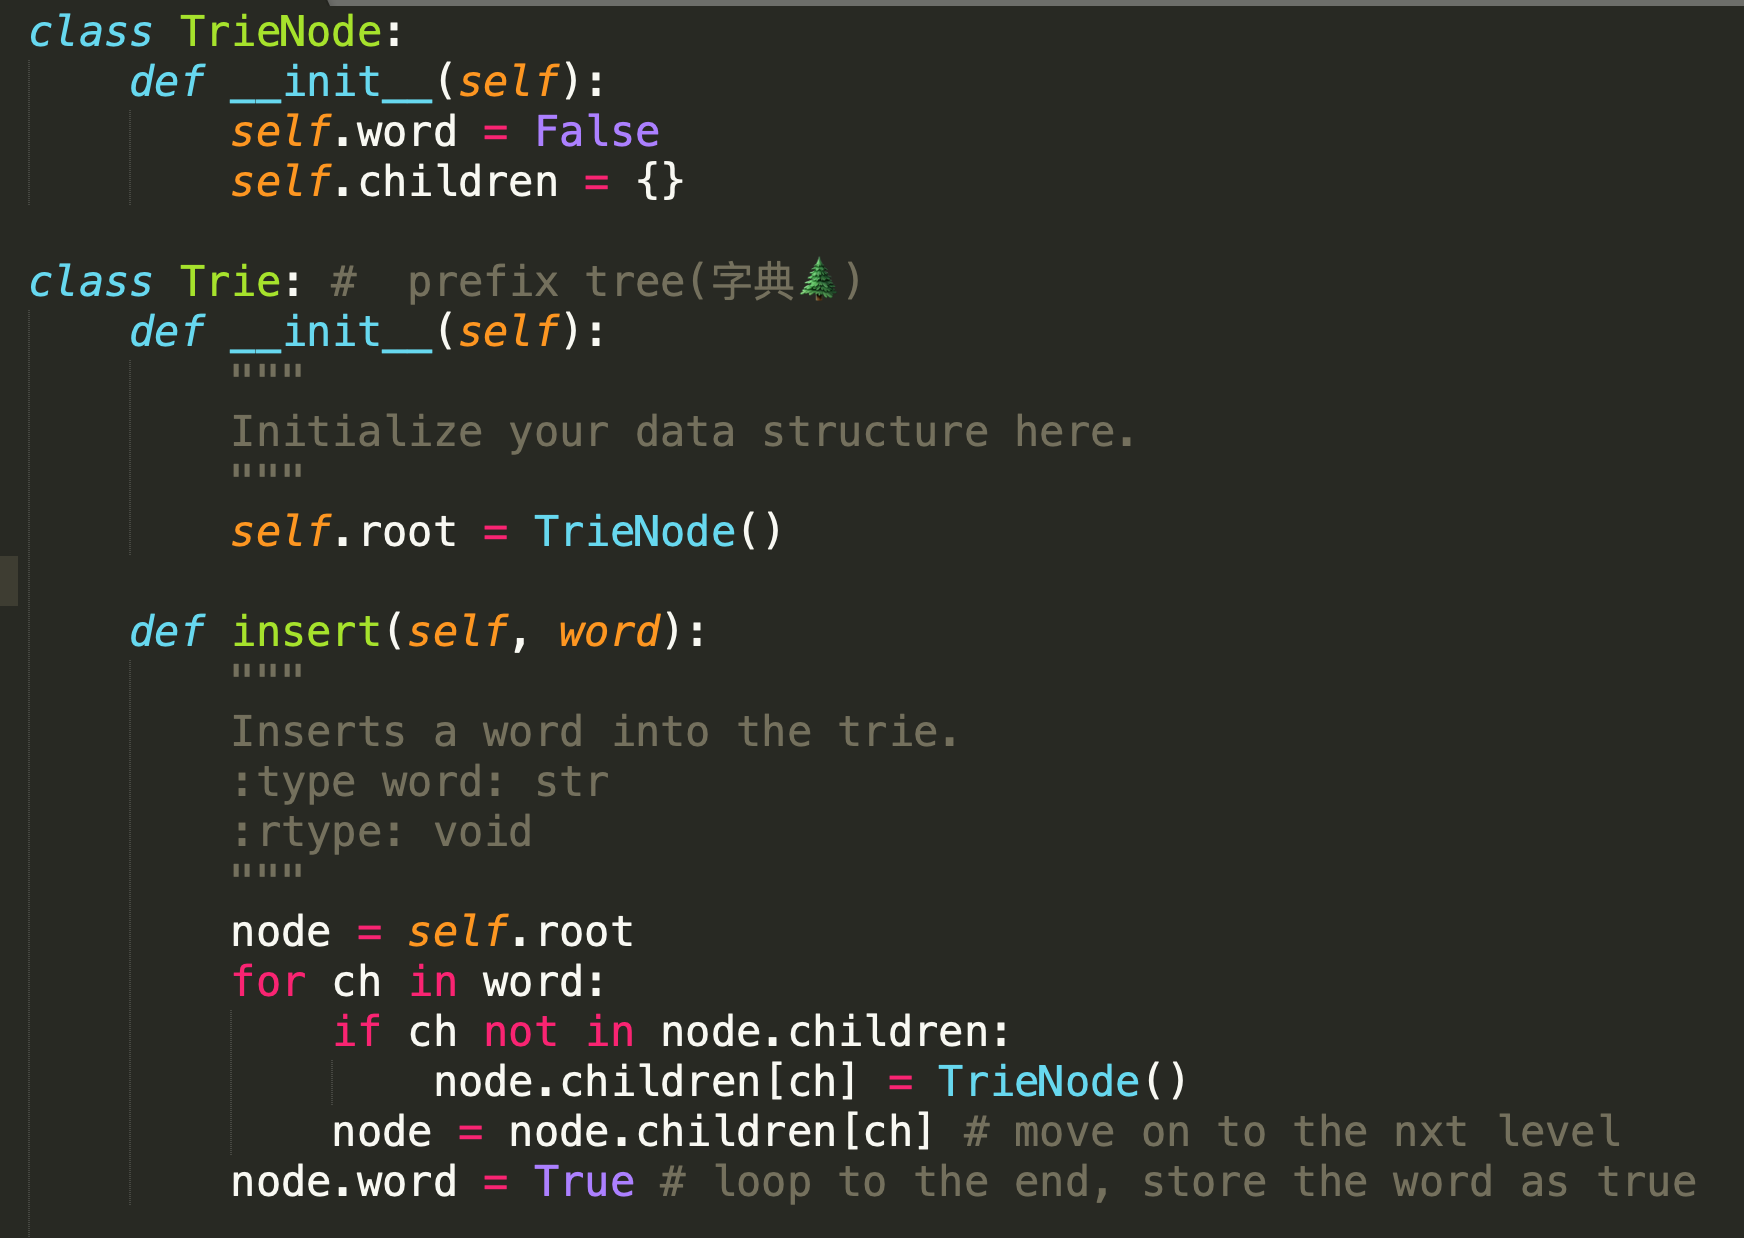 class TrieNode:
    def __init__(self):
        self.word = False
        self.children = {}

class Trie: #  prefix tree(字典🌲)
    def __init__(self):
        """
        Initialize your data structure here.
        """
        self.root = TrieNode()

    def insert(self, word):
        """
        Inserts a word into the trie.
        :type word: str
        :rtype: void
        """
        node = self.root
        for ch in word:
            if ch not in node.children:
                node.children[ch] = TrieNode()
            node = node.children[ch] # move on to the nxt level
        node.word = True # loop to the end, store the word as true